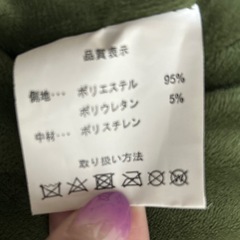 品質表示
側地… ポリエステル 95%
ポリウレタン 5%
中材… ポリスチレン
取り扱い方法